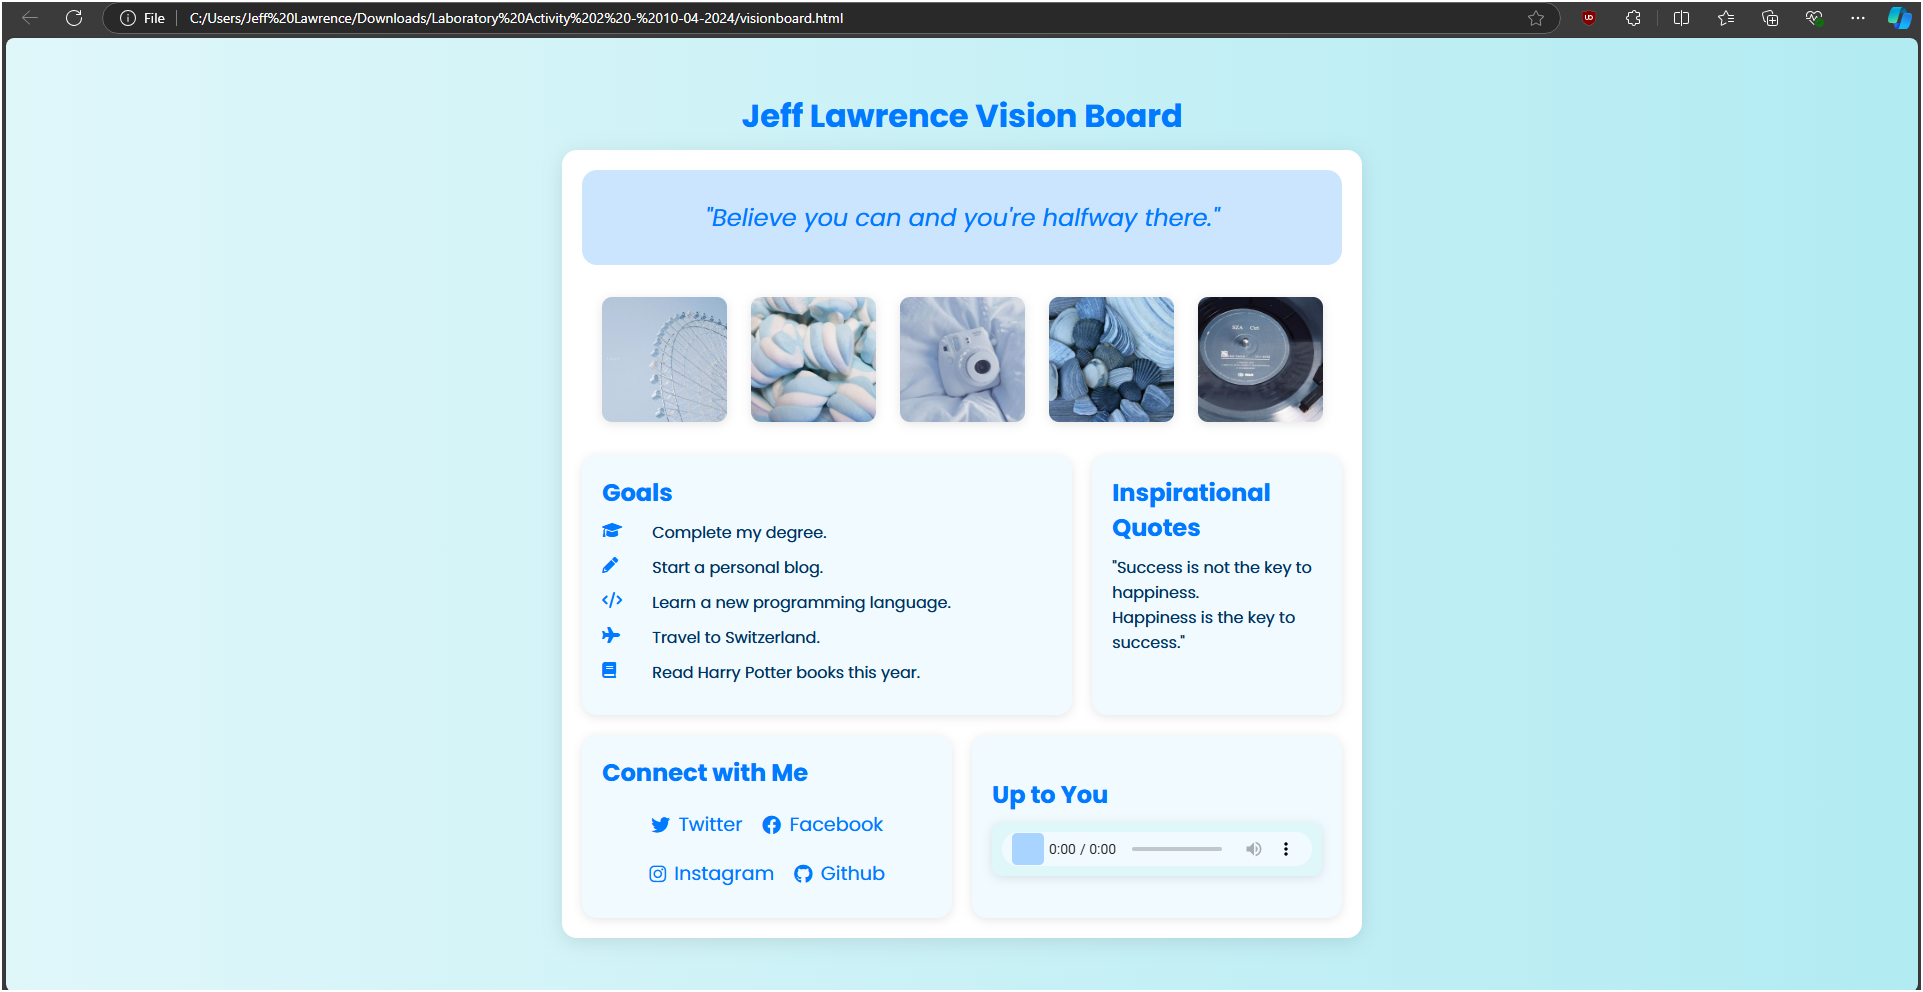 File
C:/Users/Jeff%20Lawrence/Downloads/Laboratory%20Activity%202%20-%2010-04-2024/visionboard.html
Jeff Lawrence Vision Board
"Believe you can and you're halfway there."
SZA Ctrl
Goals
Complete my degree.
Start a personal blog.
Learn a new programming language.
Travel to Switzerland.
Read Harry Potter books this year.
Inspirational
Quotes
"Success is not the key to
happiness.
Happiness is the key to
success."
Connect with Me
Twitter
Facebook
Instagram
Github
Up to You
0:00 / 0:00